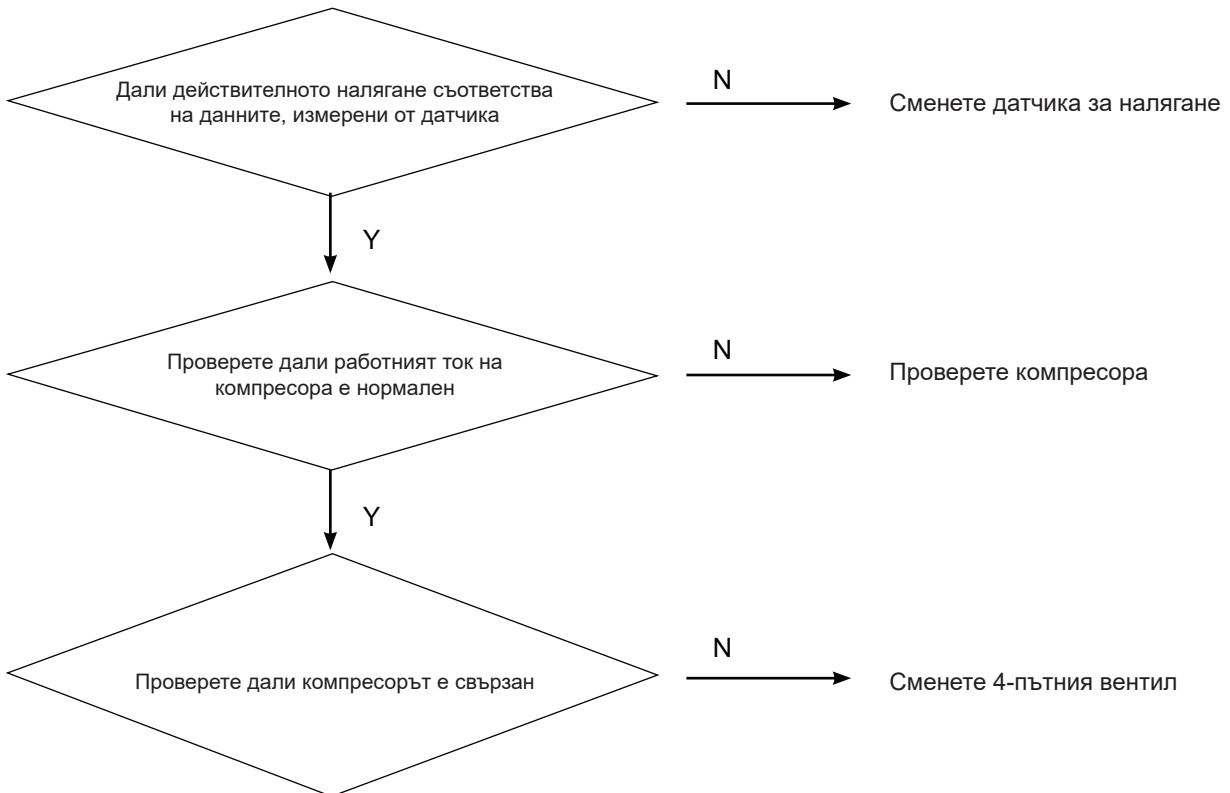 Дали действителното налягане съответства
на данните, измерени от датчика
N
Сменете датчика за налягане
Y
Проверете дали работният ток на
компресора е нормален
N
Проверете компресора
Y
Проверете дали компресорът е свързан
N
Сменете 4-пътния вентил